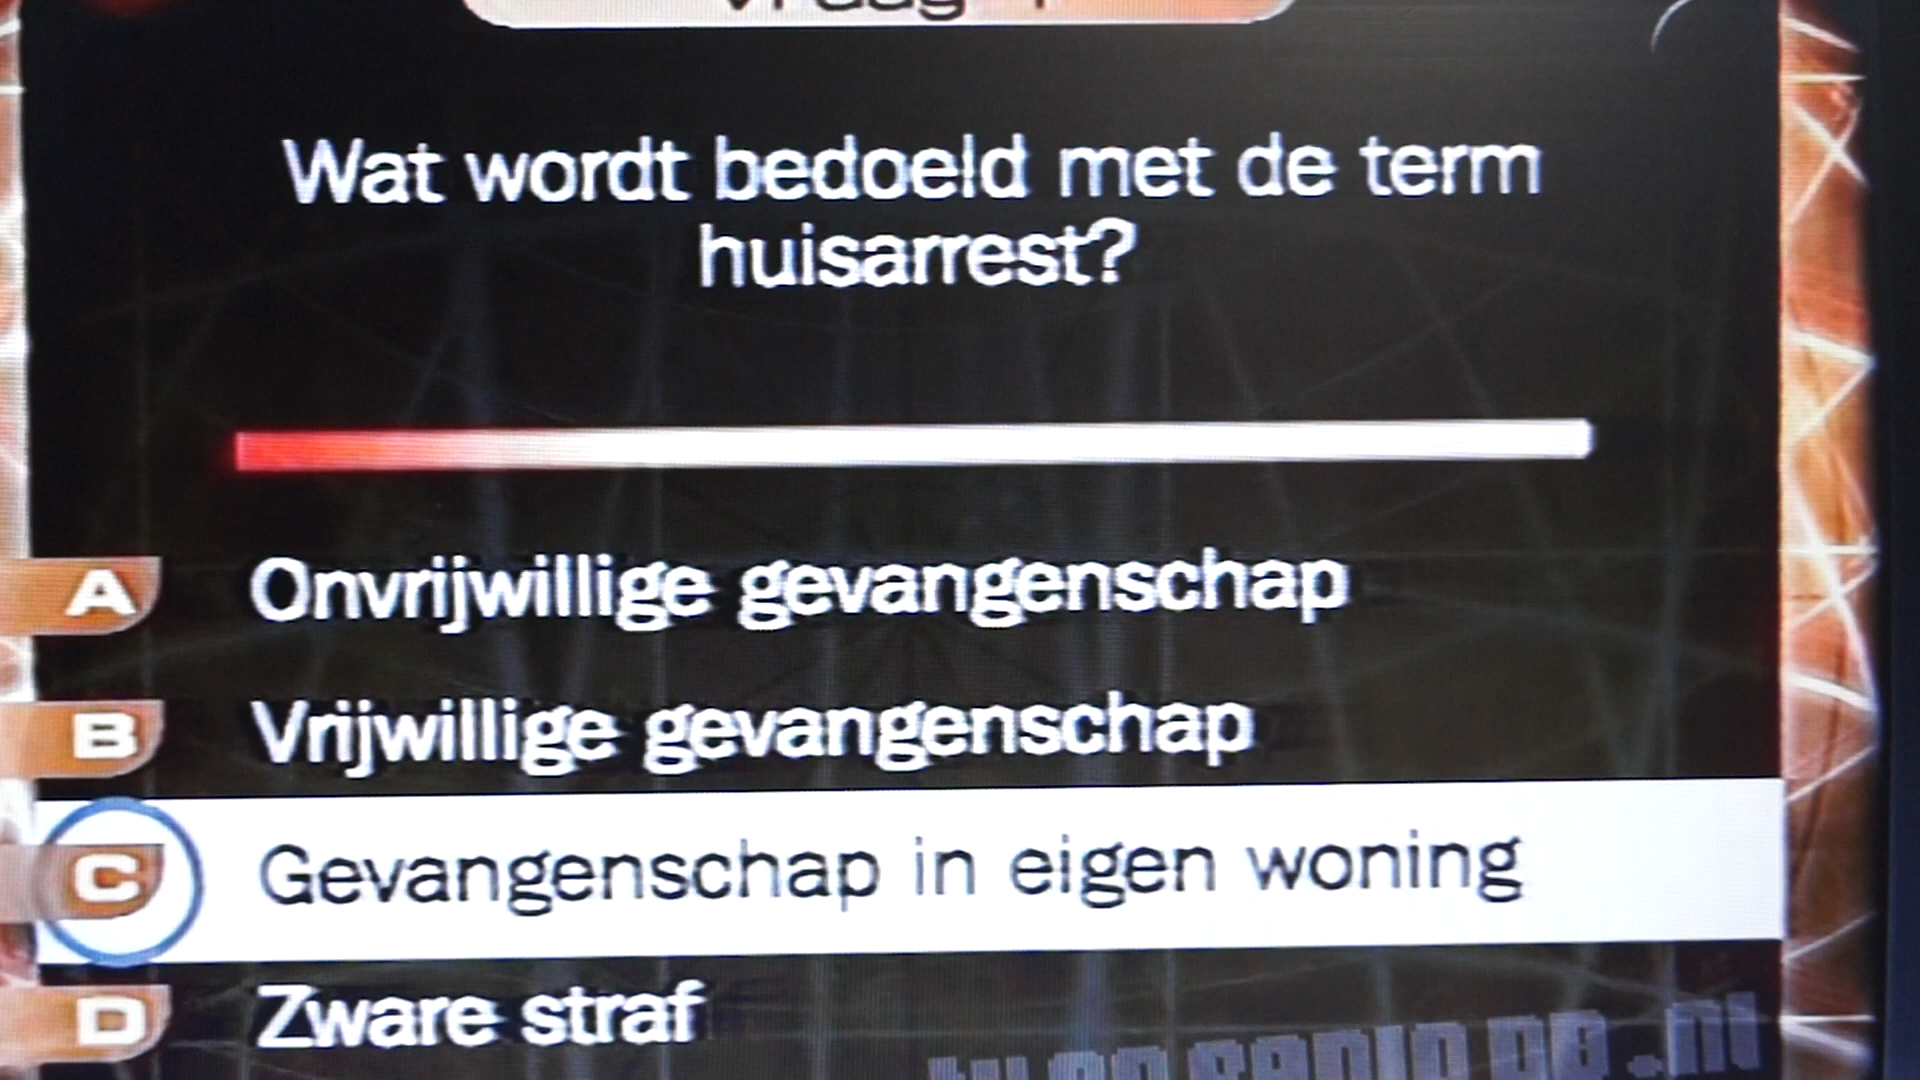 Wat wordt bedoeld met de term
huisarrest?
A Onvrijwillige gevangenschap
B Vrijwillige gevangenschap
C Gevangenschap in eigen woning
D Zware straf